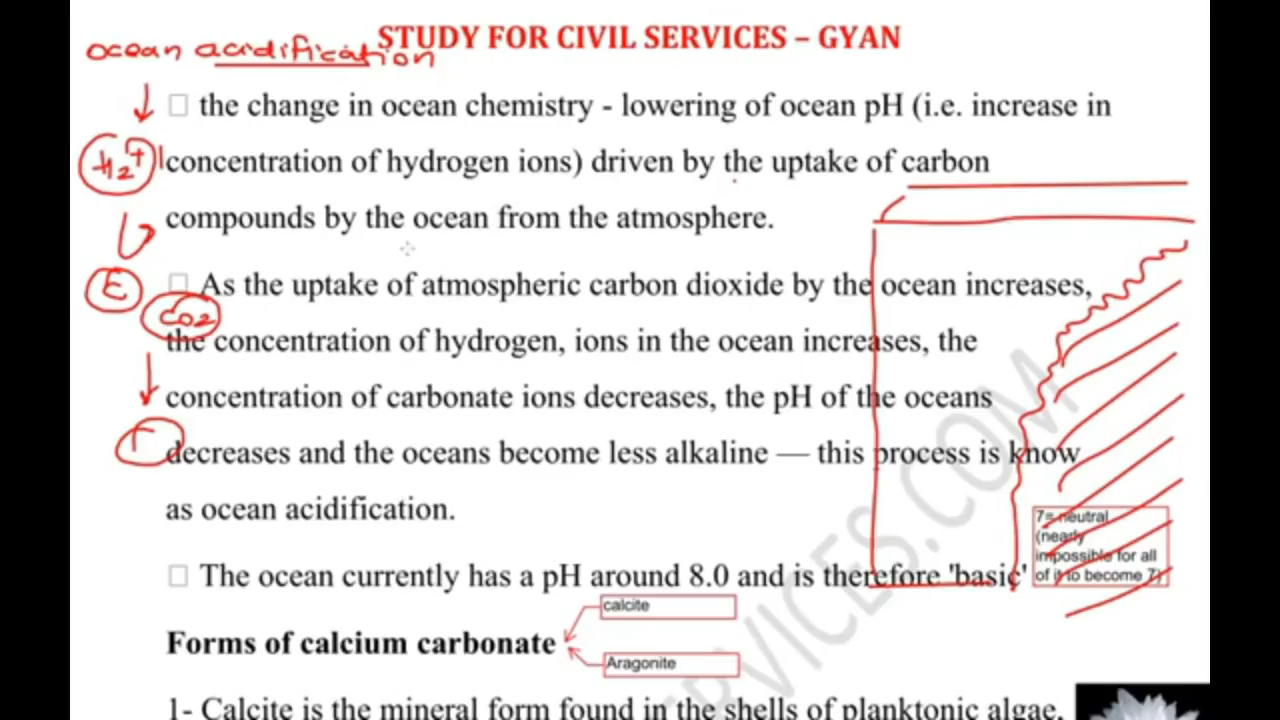 STUDY FOR CIVIL SERVICES – GYAN
ocean acidification
□ the change in ocean chemistry - lowering of ocean pH (i.e. increase in
H2+
concentration of hydrogen ions) driven by the uptake of carbon
compounds by the ocean from the atmosphere.
E
□ As the uptake of atmospheric carbon dioxide by the ocean increases,
CO2
the concentration of hydrogen, ions in the ocean increases, the
concentration of carbonate ions decreases, the pH of the oceans
decreases and the oceans become less alkaline — this process is know
as ocean acidification.
7= neutral
(nearly
impossible for all
of it to become 7)
□ The ocean currently has a pH around 8.0 and is therefore 'basic'
calcite
Forms of calcium carbonate
Aragonite
1- Calcite is the mineral form found in the shells of planktonic algae,
SERVICES.COM